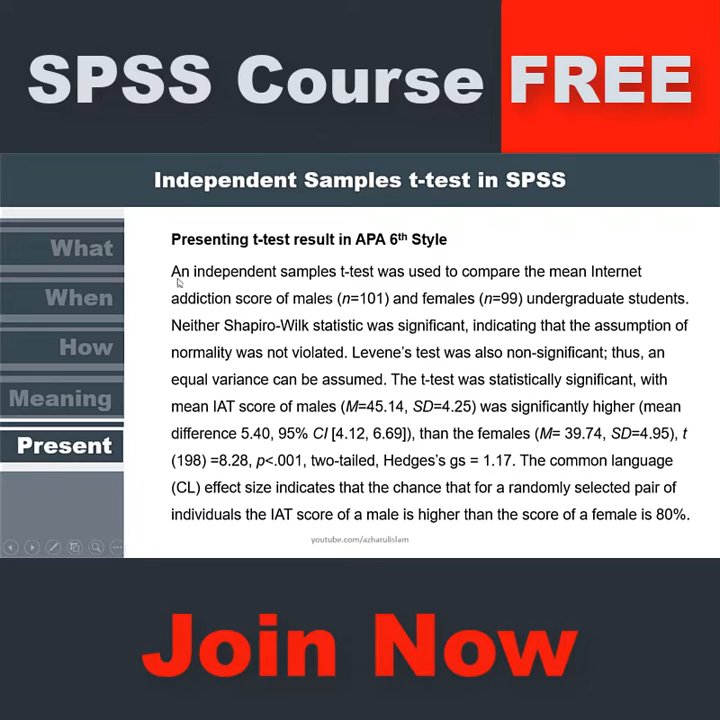 SPSS Course FREE
Independent Samples t-test in SPSS
What
When
How
Meaning
Present
Presenting t-test result in APA 6th Style
An independent samples t-test was used to compare the mean Internet
addiction score of males (n=101) and females (n=99) undergraduate students.
Neither Shapiro-Wilk statistic was significant, indicating that the assumption of
normality was not violated. Levene's test was also non-significant; thus, an
equal variance can be assumed. The t-test was statistically significant, with
mean IAT score of males (M=45.14, SD=4.25) was significantly higher (mean
difference 5.40, 95% CI [4.12, 6.69]), than the females (M= 39.74, SD=4.95), t
(198) =8.28, p<.001, two-tailed, Hedges's gs = 1.17. The common language
(CL) effect size indicates that the chance that for a randomly selected pair of
individuals the IAT score of a male is higher than the score of a female is 80%.
youtube.com/azharulislam
Join Now